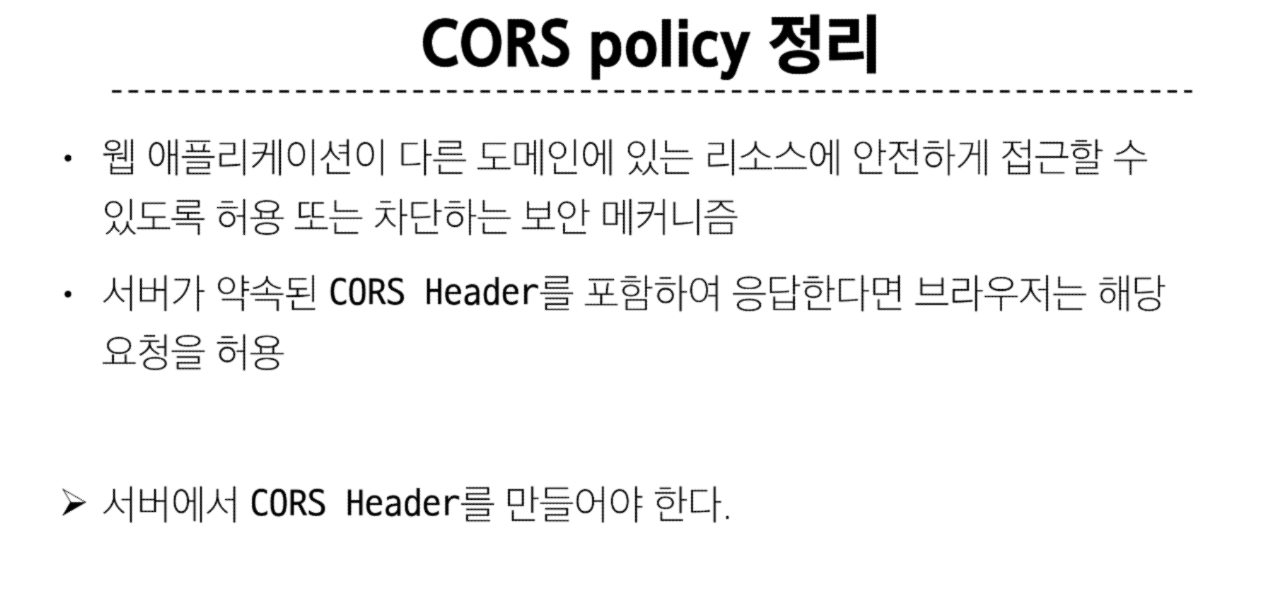 CORS policy 정리
• 웹 애플리케이션이 다른 도메인에 있는 리소스에 안전하게 접근할 수
있도록 허용 또는 차단하는 보안 메커니즘
• 서버가 약속된 CORS Header를 포함하여 응답한다면 브라우저는 해당
요청을 허용
➢ 서버에서 CORS Header를 만들어야 한다.